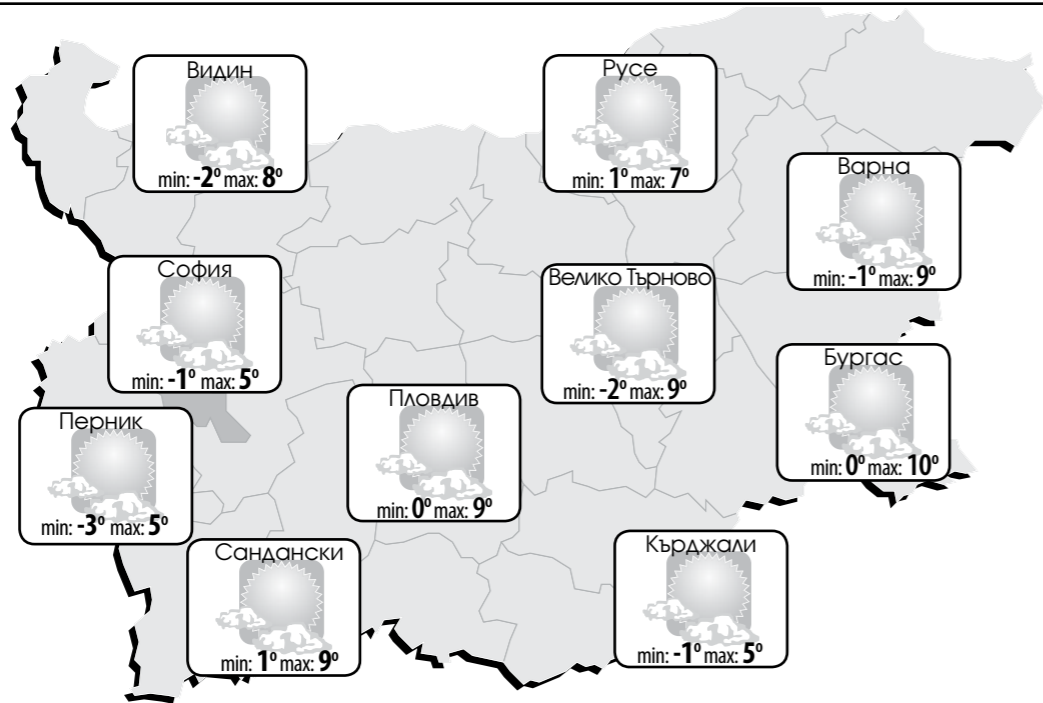 Видин
min: -2° max: 8°
Русе
min: 1° max: 7°
Варна
min: -1° max: 9°
София
min: -1° max: 5°
Велико Търново
min: -2° max: 9°
Бургас
min: 0° max: 10°
Перник
min: -3° max: 5°
Пловдив
min: 0° max: 9°
Сандански
min: 1° max: 9°
Кърджали
min: -1° max: 5°